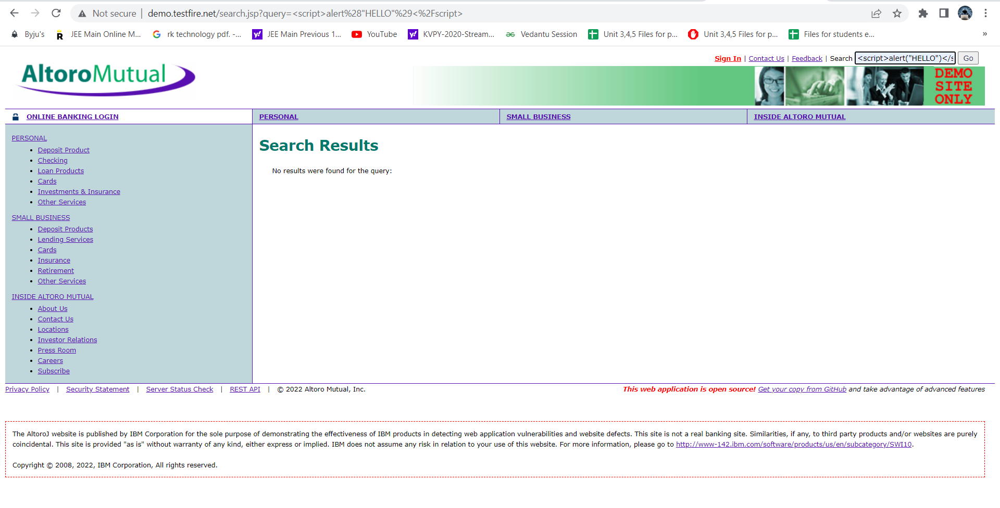 Not secure | demo.testfire.net/search.jsp?query=<script>alert%28"HELLO"%29<%2Fscript>
Byju's R JEE Main Online M... rk technology pdf. -... y! JEE Main Previous 1... YouTube y! KVPY-2020-Stream... Vedantu Session Unit 3,4,5 Files for p... Unit 3,4,5 Files for p... Files for students e... »
Sign In | Contact Us | Feedback | Search <script>alert("HELLO")</s Go
AltoroMutual
DEMO
SITE
ONLY
ONLINE BANKING LOGIN PERSONAL SMALL BUSINESS INSIDE ALTORO MUTUAL
PERSONAL
• Deposit Product
• Checking
• Loan Products
• Cards
• Investments & Insurance
• Other Services
SMALL BUSINESS
• Deposit Products
• Lending Services
• Cards
• Insurance
• Retirement
• Other Services
INSIDE ALTORO MUTUAL
• About Us
• Contact Us
• Locations
• Investor Relations
• Press Room
• Careers
• Subscribe
Search Results
No results were found for the query:
Privacy Policy | Security Statement | Server Status Check | REST API | © 2022 Altoro Mutual, Inc. This web application is open source! Get your copy from GitHub and take advantage of advanced features
The AltoroJ website is published by IBM Corporation for the sole purpose of demonstrating the effectiveness of IBM products in detecting web application vulnerabilities and website defects. This site is not a real banking site. Similarities, if any, to third party products and/or websites are purely
coincidental. This site is provided "as is" without warranty of any kind, either express or implied. IBM does not assume any risk in relation to your use of this website. For more information, please go to http://www-142.ibm.com/software/products/us/en/subcategory/SWI10.
Copyright © 2008, 2022, IBM Corporation, All rights reserved.